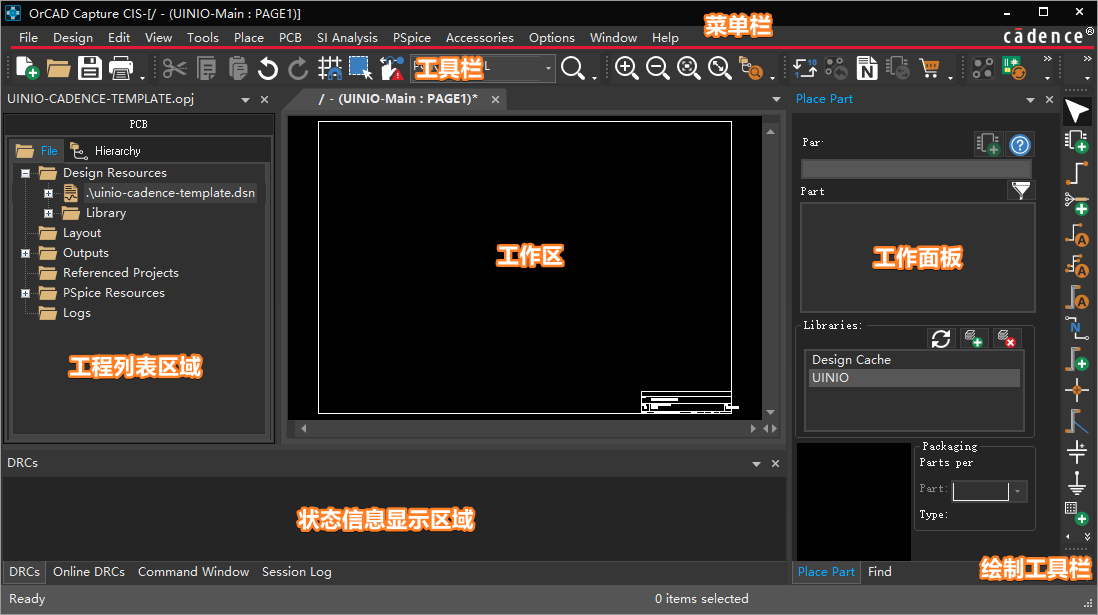 OrCAD Capture CIS-[/ - (UINIO-Main : PAGE1)]
File Design Edit View Tools Place PCB SI Analysis PSpice Accessories Options Window Help
菜单栏
cādence®
工具栏
UINIO-CADENCE-TEMPLATE.opj
PCB
File Hierarchy
Design Resources
.\uinio-cadence-template.dsn
Library
Layout
Outputs
Referenced Projects
PSpice Resources
Logs
工程列表区域
/ - (UINIO-Main : PAGE1)*
工作区
Place Part
Par
Part
工作面板
Libraries:
Design Cache
UINIO
Packaging
Parts per
Part:
Type:
Place Part Find
绘制工具栏
DRCs
状态信息显示区域
DRCs Online DRCs Command Window Session Log
Ready
0 items selected